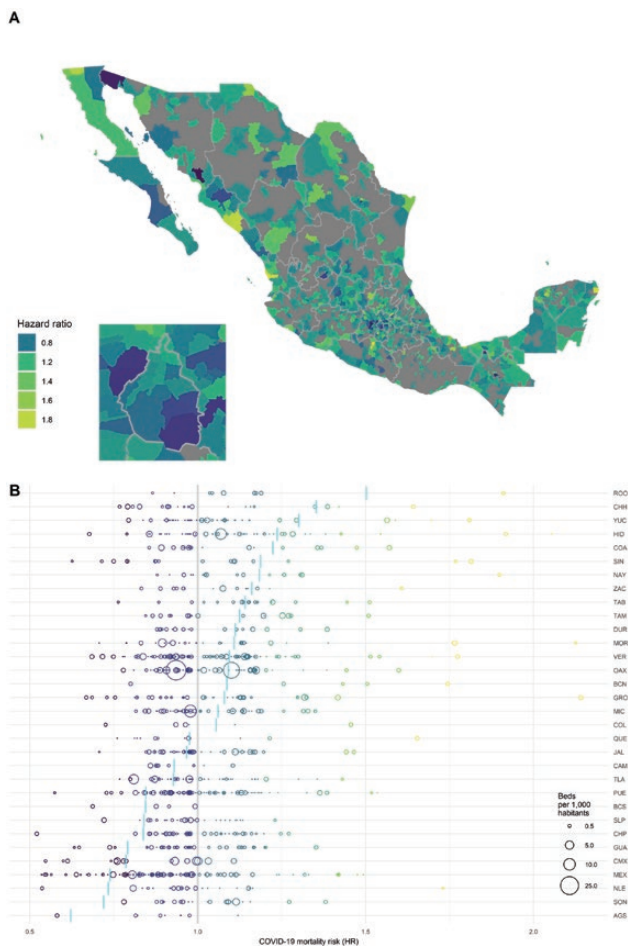 A
Hazard ratio
0.8
1.2
1.4
1.6
1.8
B
ROO
CHH
YUC
HID
COA
SIN
NAY
ZAC
TAB
TAM
DUR
MOR
VER
OAX
BCN
GRO
MIC
COL
QUE
JAL
CAM
TLA
PUE
BCS
SLP
CHP
GUA
CMX
MEX
NLE
SON
AGS
Beds
per 1,000
habitants
0.5
5.0
10.0
25.0
0.5
1.0
1.5
2.0
COVID-19 mortality risk (HR)